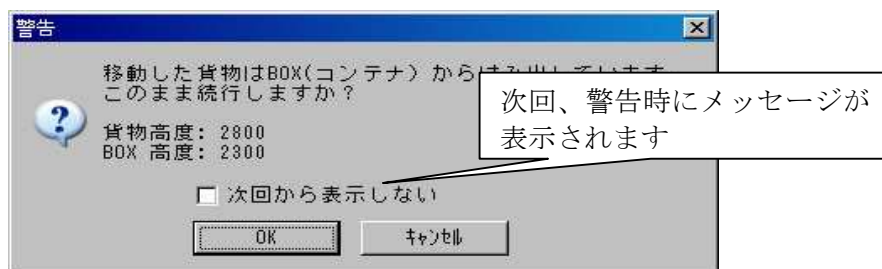 警告
移動した貨物はBOX(コンテナ) からはみ出しています
このまま続行しますか？
貨物高度: 2800
BOX 高度: 2300
次回、警告時にメッセージが
表示されます
次回から表示しない
OK
キャンセル